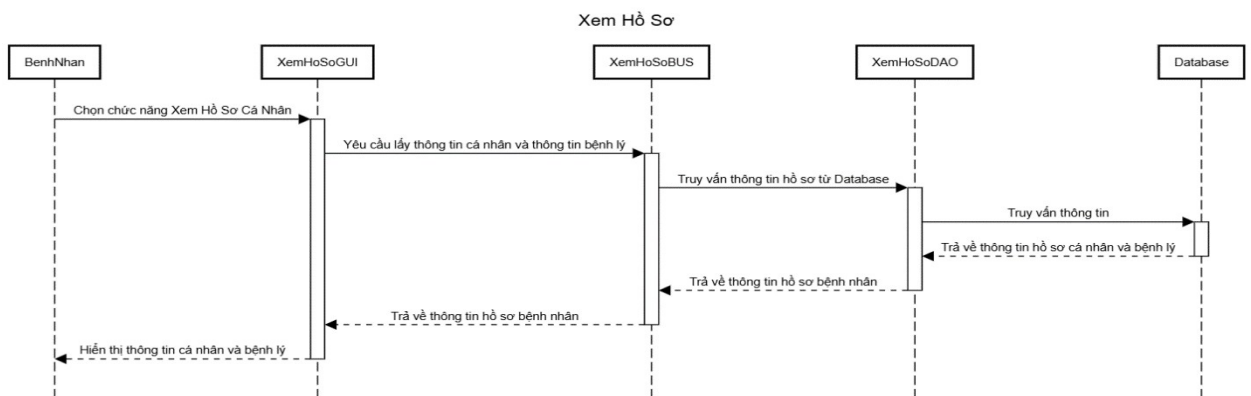 Xem Hồ Sơ
BenhNhan
XemHoSoGUI
XemHoSoBUS
XemHoSoDAO
Database
Chọn chức năng Xem Hồ Sơ Cá Nhân
Yêu cầu lấy thông tin cá nhân và thông tin bệnh lý
Truy vấn thông tin hồ sơ từ Database
Truy vấn thông tin
Trả về thông tin hồ sơ cá nhân và bệnh lý
Trả về thông tin hồ sơ bệnh nhân
Trả về thông tin hồ sơ bệnh nhân
Hiển thị thông tin cá nhân và bệnh lý